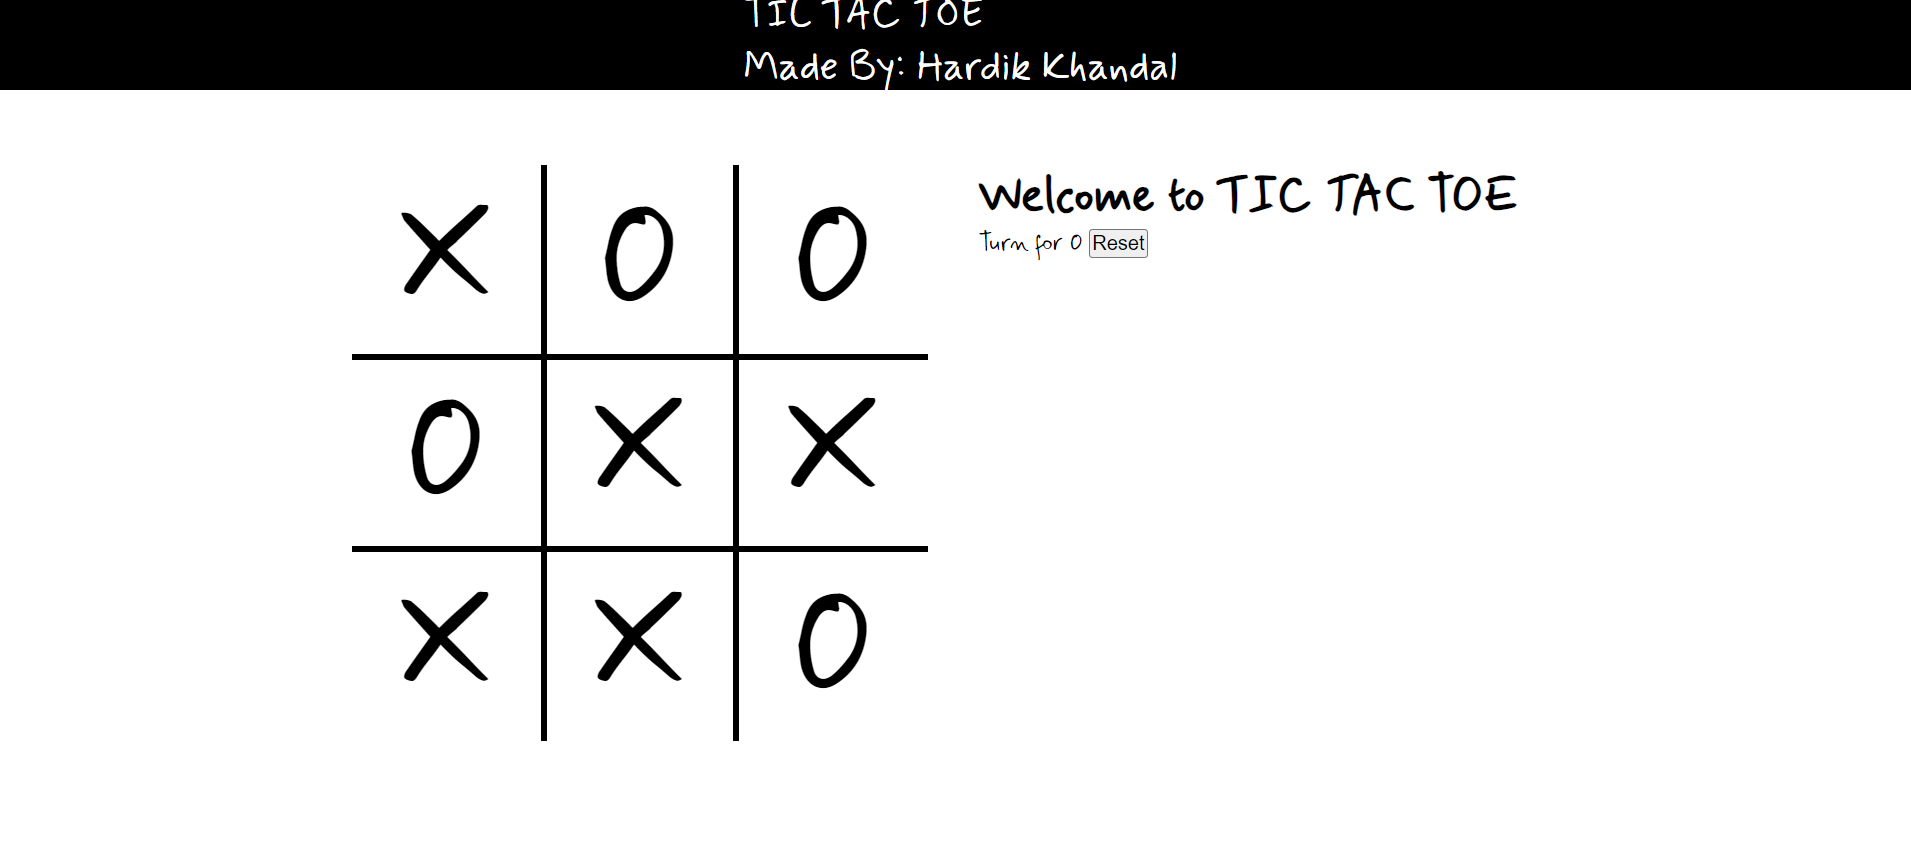 TIC TAC TOE
Made By: Hardik Khandal
Welcome to TIC TAC TOE
Turn for O Reset
X O O
O X X
X X O